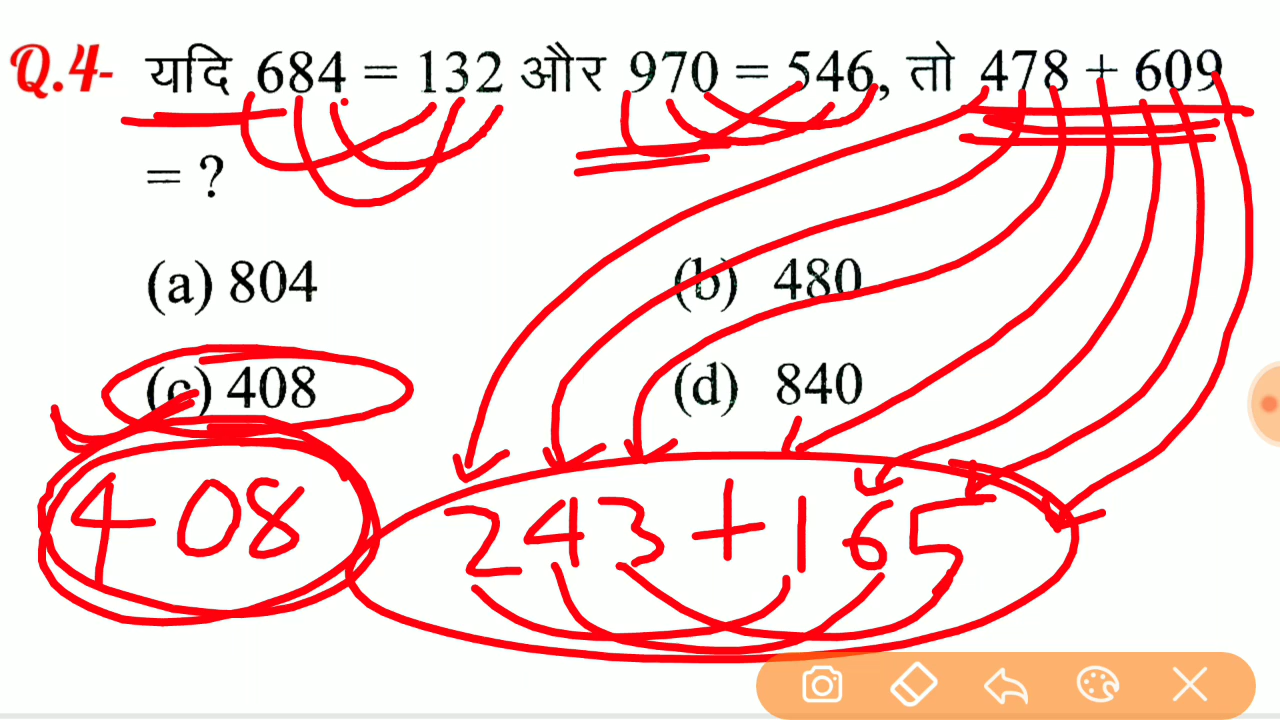 Q.4- यदि 684 = 132 और 970 = 546, तो 478 + 609
= ?
(a) 804 (b) 480
(c) 408 (d) 840
408 243+165